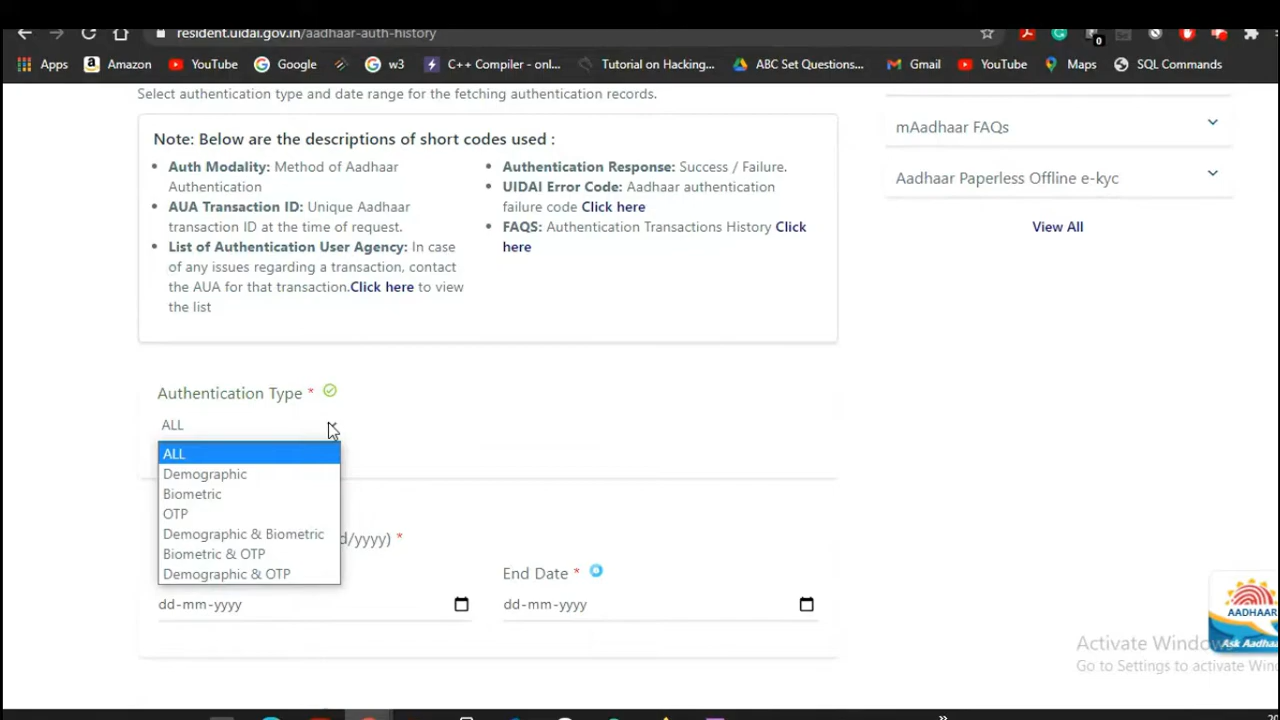 resident.uidai.gov.in/aadhaar-auth-history
0
Apps Amazon YouTube Google w3 C++ Compiler - onl... Tutorial on Hacking... ABC Set Questions... Gmail YouTube Maps SQL Commands
Select authentication type and date range for the fetching authentication records.
Note: Below are the descriptions of short codes used :
Auth Modality: Method of Aadhaar
Authentication
AUA Transaction ID: Unique Aadhaar
transaction ID at the time of request.
List of Authentication User Agency: In case
of any issues regarding a transaction, contact
the AUA for that transaction.Click here to view
the list
Authentication Response: Success / Failure.
UIDAI Error Code: Aadhaar authentication
failure code Click here
FAQS: Authentication Transactions History Click
here
mAadhaar FAQs
Aadhaar Paperless Offline e-kyc
View All
Authentication Type *
ALL
ALL
Demographic
Biometric
OTP
Demographic & Biometric
Biometric & OTP
Demographic & OTP
d/yyyy) *
End Date *
dd-mm-yyyy
dd-mm-yyyy
AADHAAR
Ask Aadha
Activate Windo
Go to Settings to activate Win